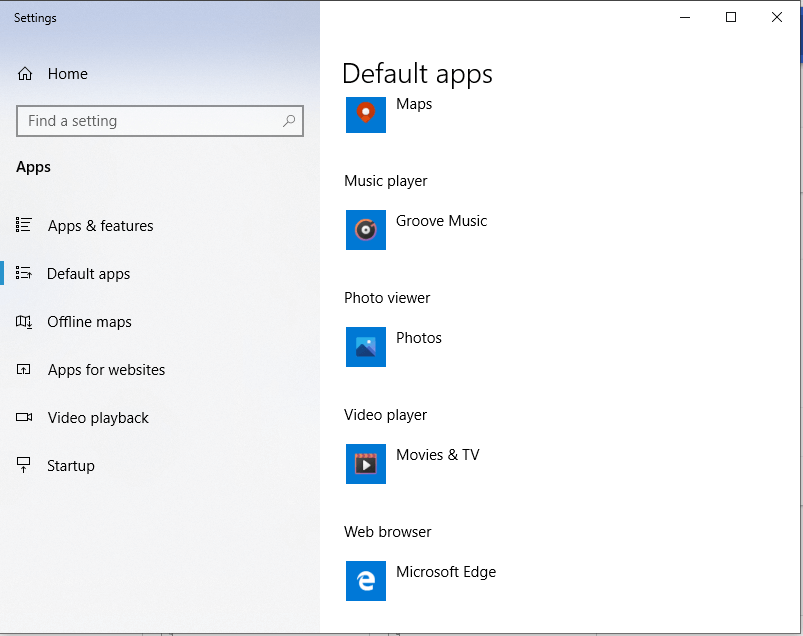 Settings
Home
Find a setting
Apps
Apps & features
Default apps
Offline maps
Apps for websites
Video playback
Startup
Default apps
Maps
Music player
Groove Music
Photo viewer
Photos
Video player
Movies & TV
Web browser
Microsoft Edge